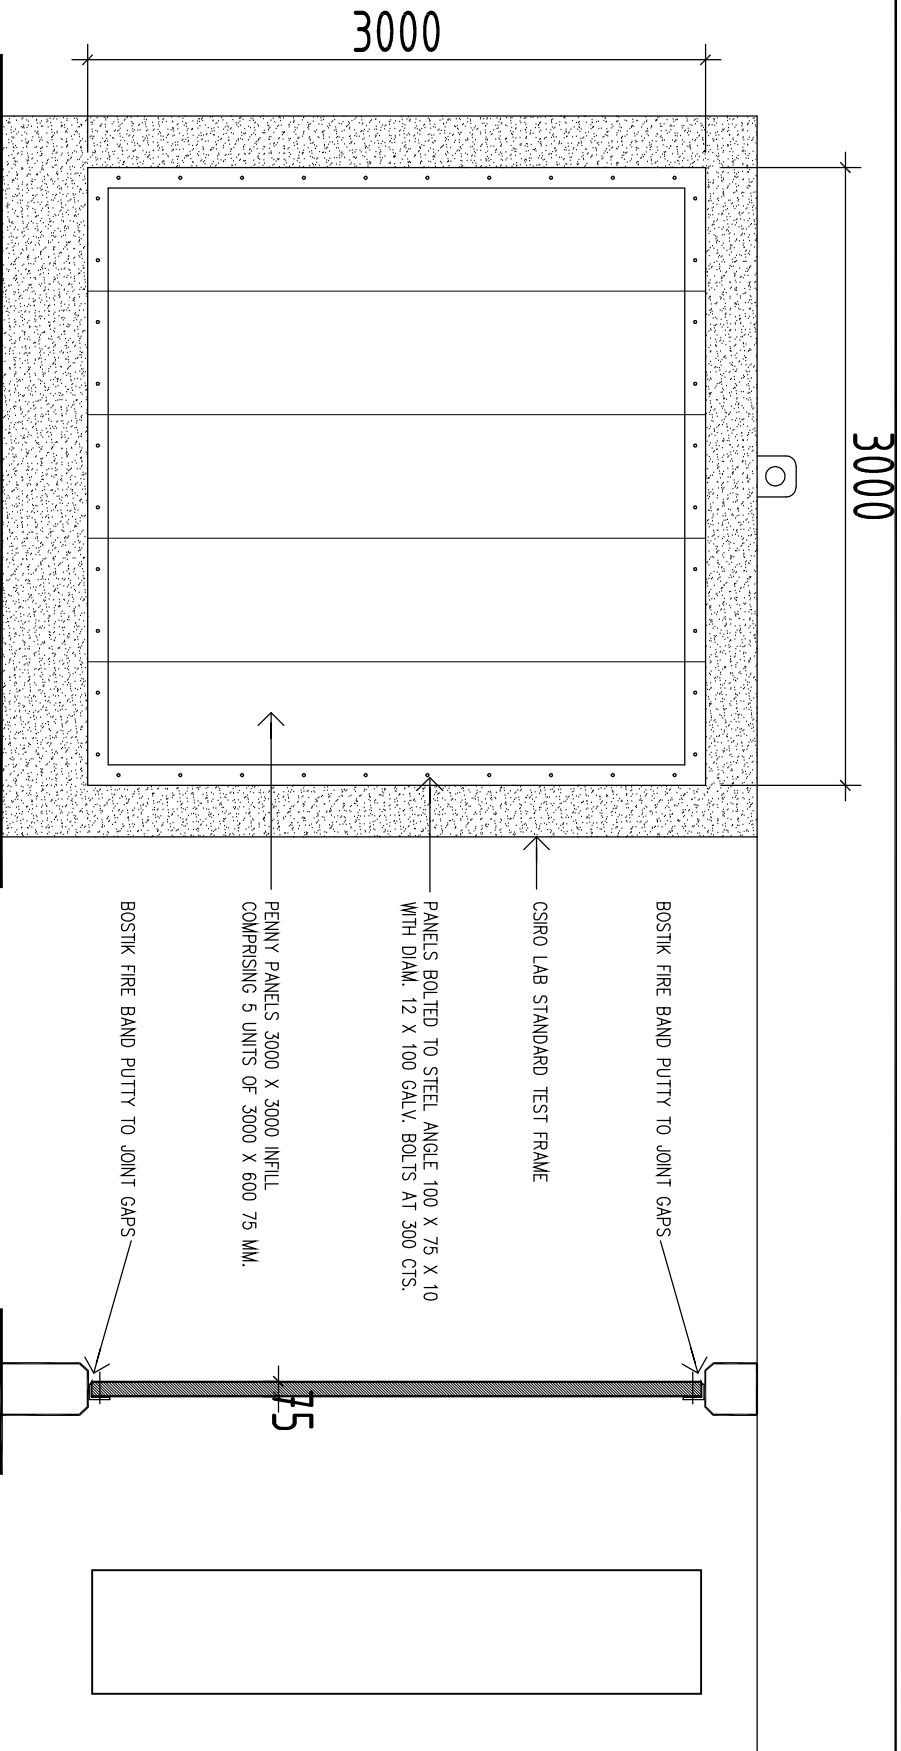 3000
3000
BOSTIK FIRE BAND PUTTY TO JOINT GAPS
CSIRO LAB STANDARD TEST FRAME
PANELS BOLTED TO STEEL ANGLE 100 X 75 X 10
WITH DIAM. 12 X 100 GALV. BOLTS AT 300 CTS.
PENNY PANELS 3000 X 3000 INFILL
COMPRISING 5 UNITS OF 3000 X 600 75 MM.
BOSTIK FIRE BAND PUTTY TO JOINT GAPS
75